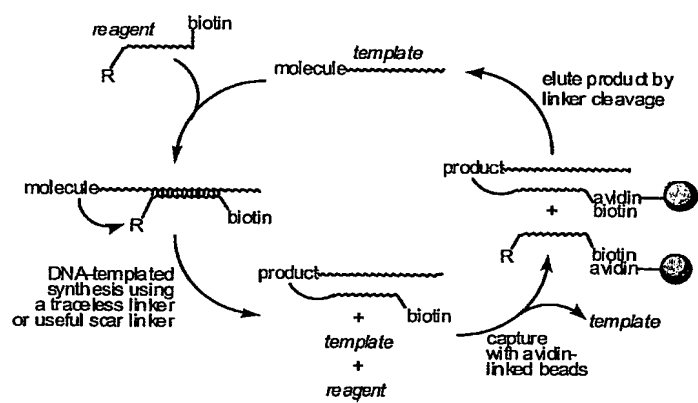 biotin
reagent
R
molecule
template
elute product by
linker cleavage
product
avidin
biotin
+
R
biotin
avidin
molecule
R
biotin
DNA-templated
synthesis using
a traceless linker
or useful scar linker
product
biotin
+
template
+
reagent
capture
with avidin-
linked beads
template